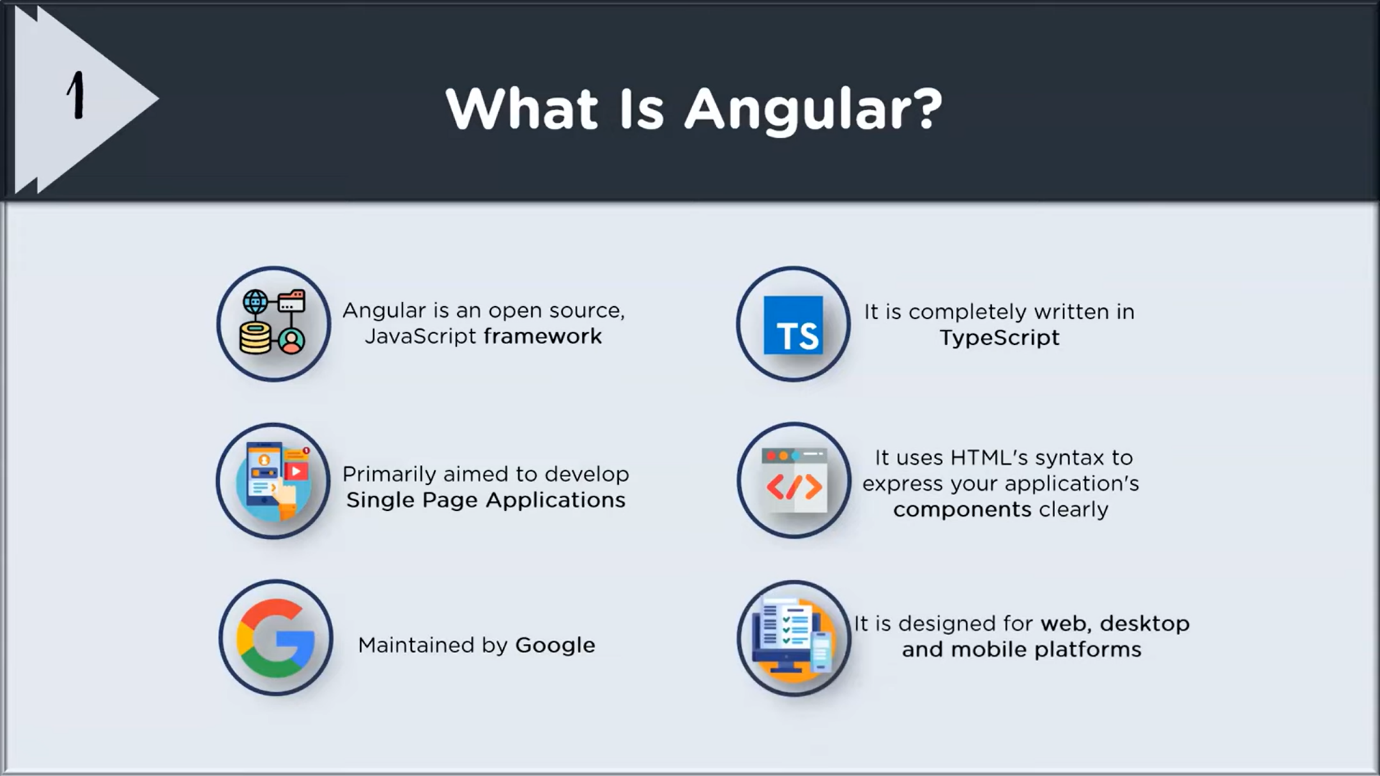 1
What Is Angular?
Angular is an open source,
JavaScript framework
TS
It is completely written in
TypeScript
Primarily aimed to develop
Single Page Applications
It uses HTML's syntax to
express your application's
components clearly
Maintained by Google
It is designed for web, desktop
and mobile platforms